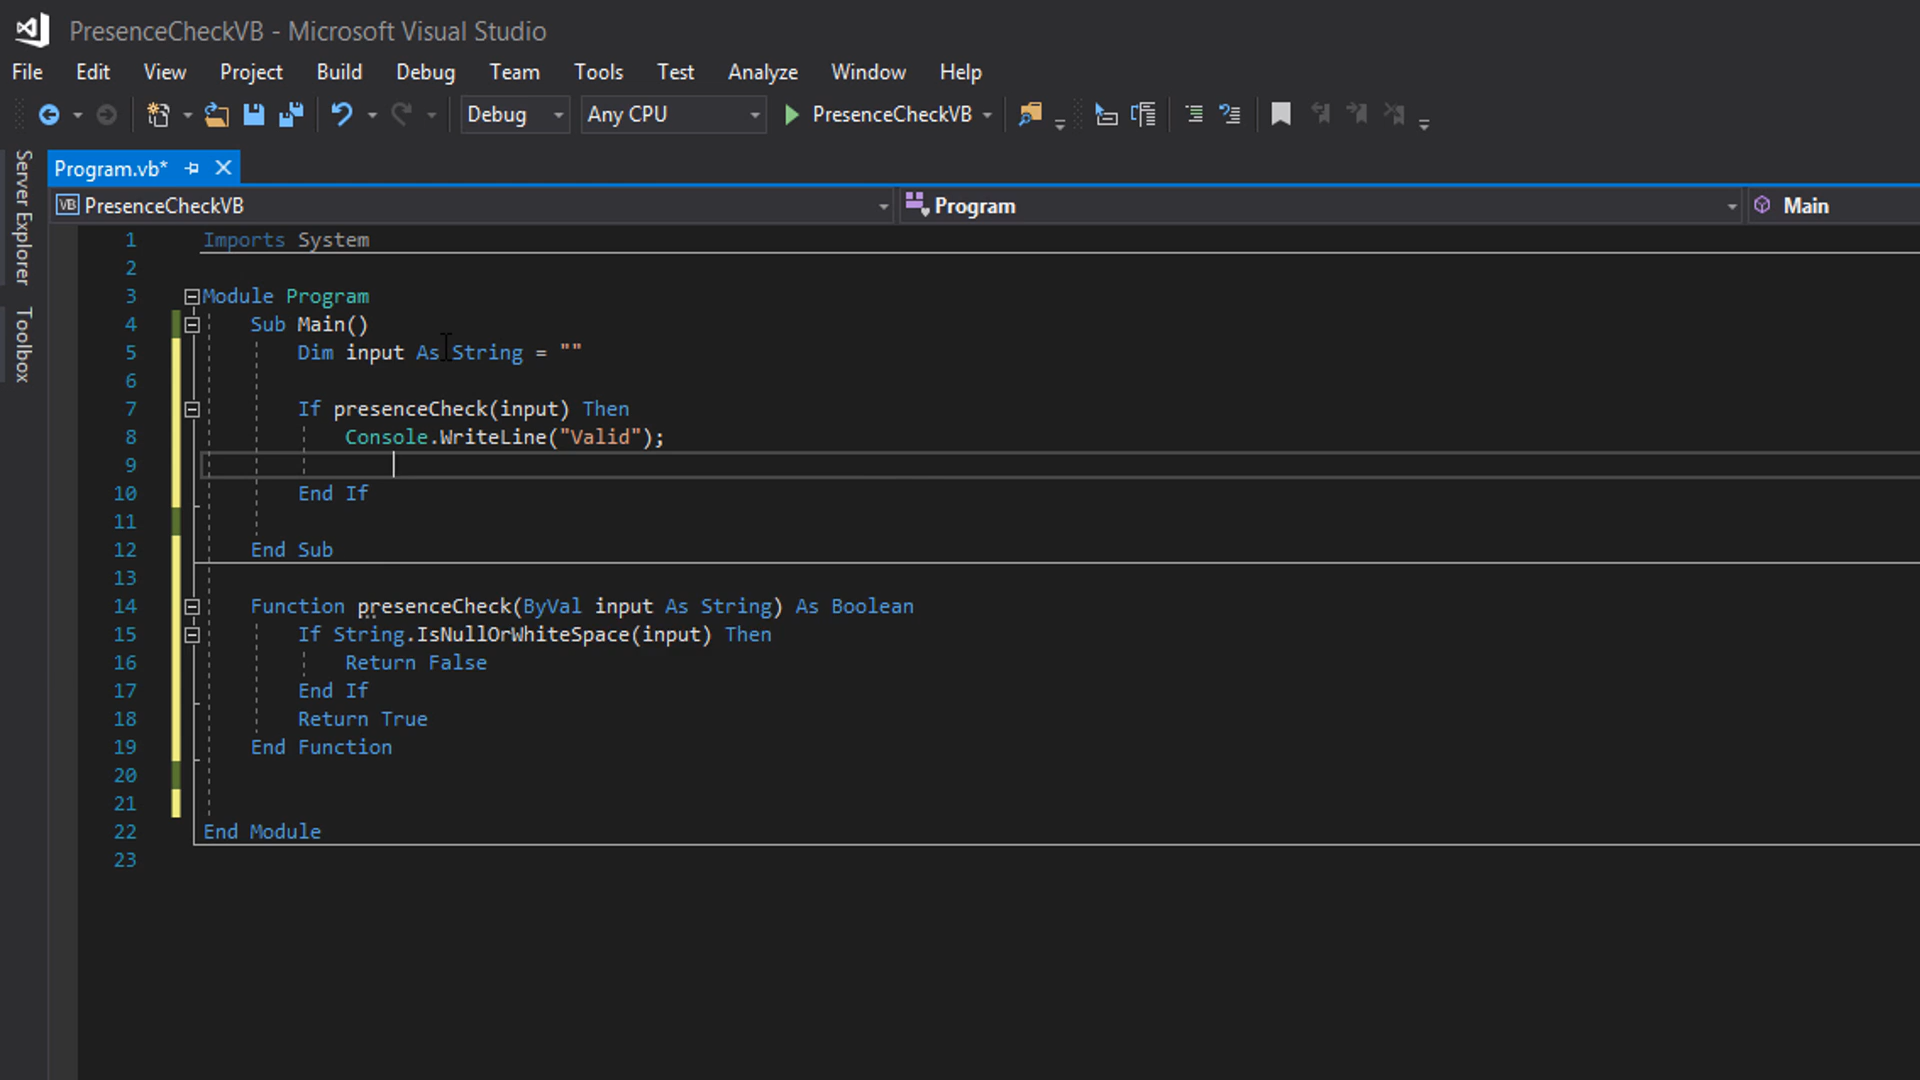 PresenceCheckVB - Microsoft Visual Studio
File Edit View Project Build Debug Team Tools Test Analyze Window Help
Debug Any CPU PresenceCheckVB
Server Explorer
Toolbox
Program.vb*
VB PresenceCheckVB Program Main
1 Imports System
2
3 Module Program
4 Sub Main()
5 Dim input As String = ""
6
7 If presenceCheck(input) Then
8 Console.WriteLine("Valid");
9
10 End If
11
12 End Sub
13
14 Function presenceCheck(ByVal input As String) As Boolean
15 If String.IsNullOrWhiteSpace(input) Then
16 Return False
17 End If
18 Return True
19 End Function
20
21
22 End Module
23